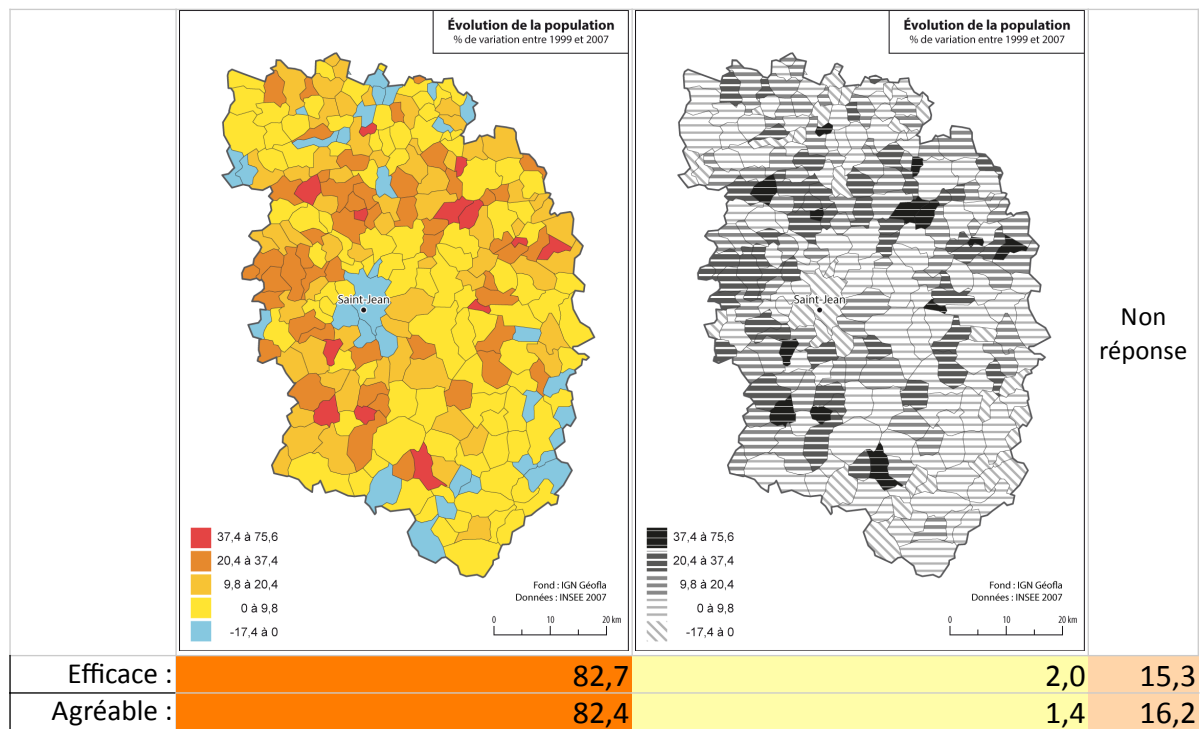 Évolution de la population
% de variation entre 1999 et 2007
Saint-Jean
37,4 à 75,6
20,4 à 37,4
9,8 à 20,4
0 à 9,8
-17,4 à 0
Fond : IGN Géofla
Données : INSEE 2007
0 10 20 km
Évolution de la population
% de variation entre 1999 et 2007
Saint-Jean
37,4 à 75,6
20,4 à 37,4
9,8 à 20,4
0 à 9,8
-17,4 à 0
Fond : IGN Géofla
Données : INSEE 2007
0 10 20 km
Non
réponse
Efficace : 82,7 2,0 15,3
Agréable : 82,4 1,4 16,2